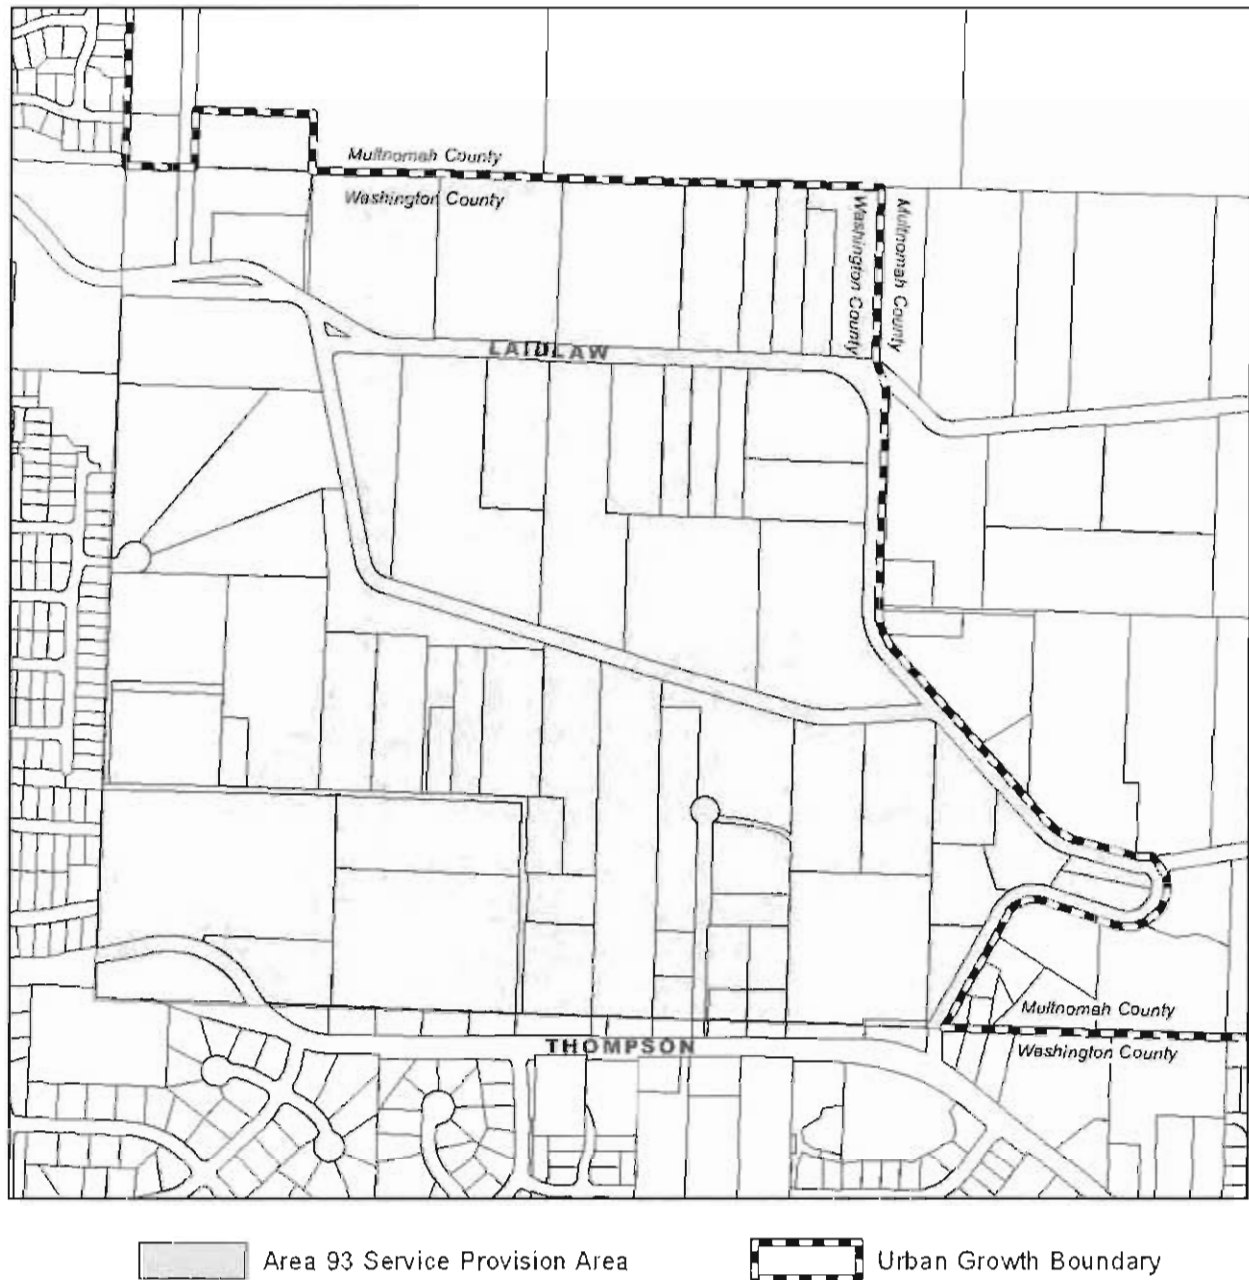 Multnomah County
Washington County
Washington County
Multnomah County
LAIDLAW
Multnomah County
THOMPSON
Washington County
Area 93 Service Provision Area
Urban Growth Boundary